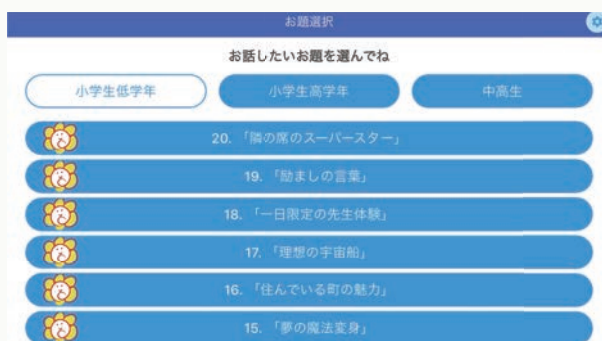 お題選択
お話したいお題を選んでね
小学生低学年 小学生高学年 中高生
20. 「隣の席のスーパースター」
19. 「励ましの言葉」
18. 「一日限定の先生体験」
17. 「理想の宇宙船」
16. 「住んでいる町の魅力」
15. 「夢の魔法変身」